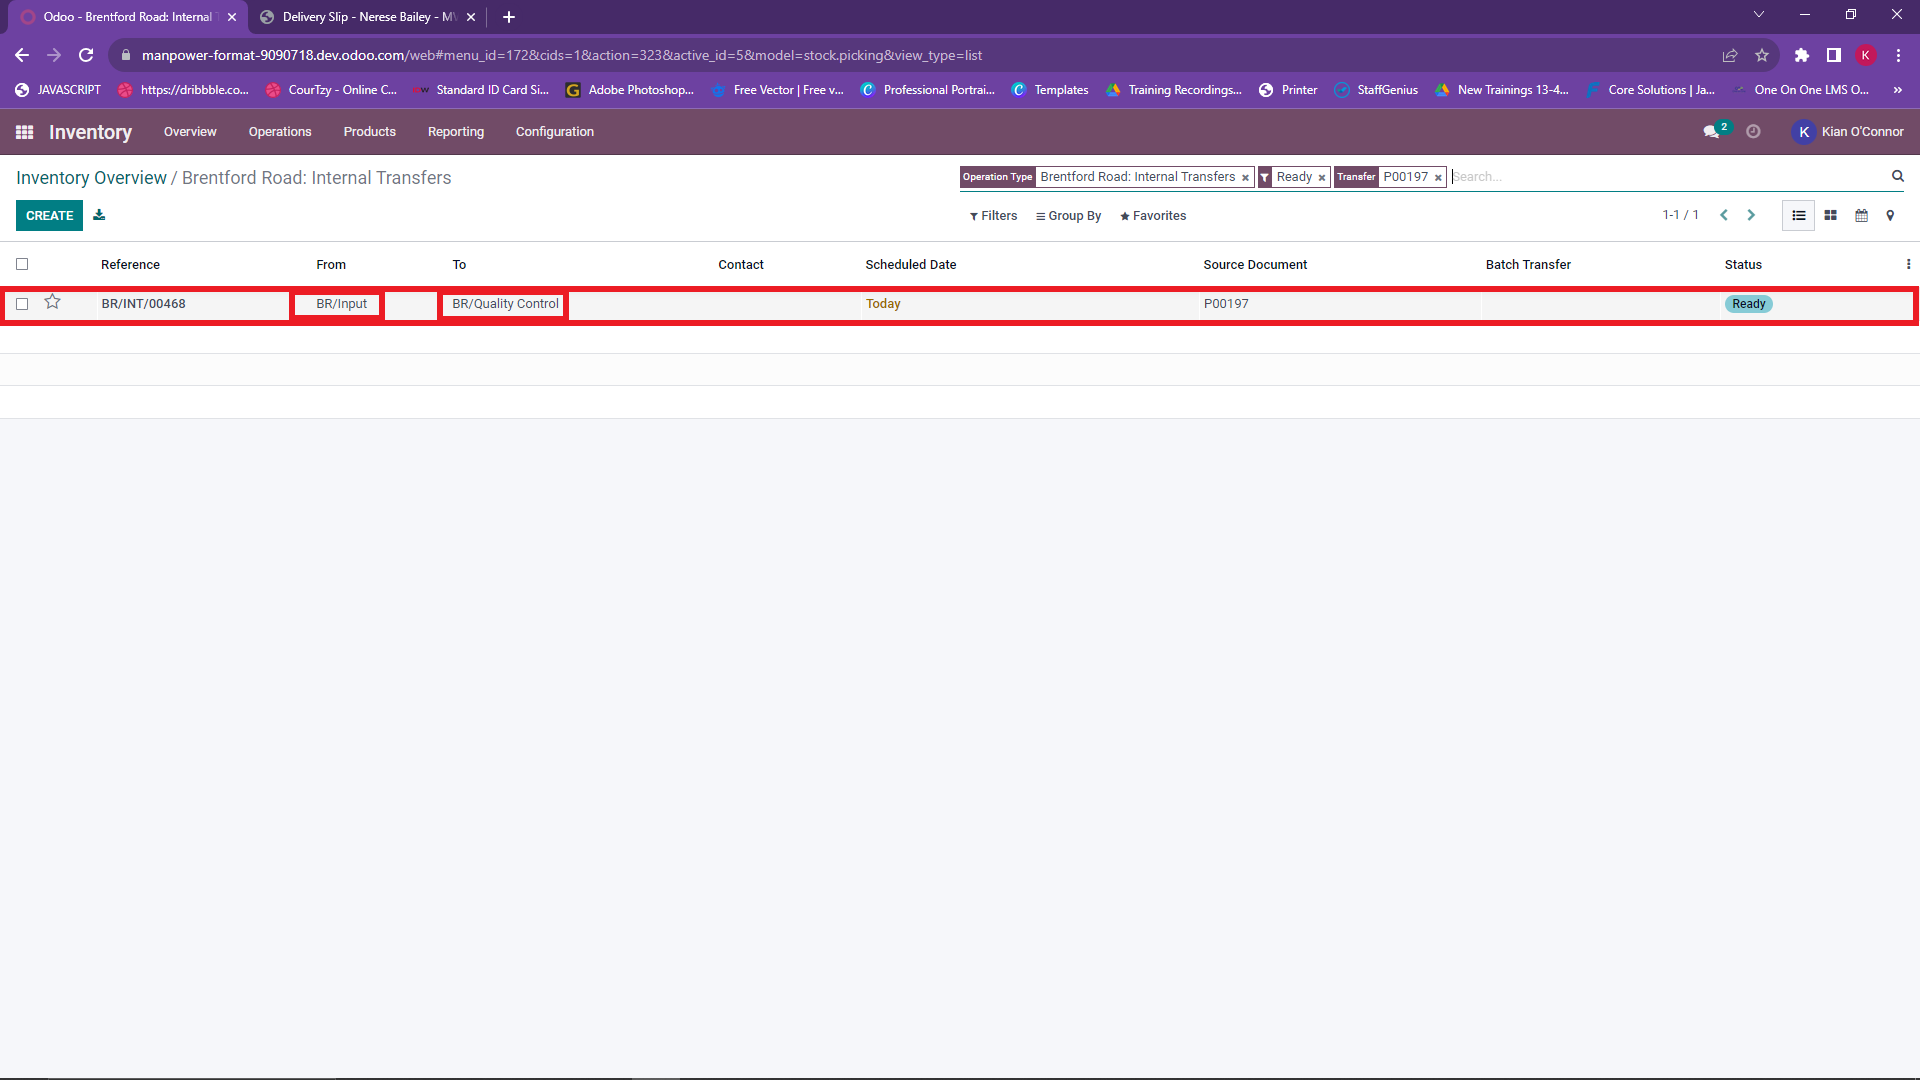 Odoo - Brentford Road: Internal T
Delivery Slip - Nerese Bailey - MV
manpower-format-9090718.dev.odoo.com/web#menu_id=172&cids=1&action=323&active_id=5&model=stock.picking&view_type=list
K
JAVASCRIPT https://dribbble.co... CourTzy - Online C... Standard ID Card Si... Adobe Photoshop... Free Vector | Free v... Professional Portrai... Templates Training Recordings... Printer StaffGenius New Trainings 13-4... Core Solutions | Ja... One On One LMS O... »
Inventory Overview Operations Products Reporting Configuration 2 K Kian O'Connor
Inventory Overview / Brentford Road: Internal Transfers
Operation Type Brentford Road: Internal Transfers Ready Transfer P00197 Search...
CREATE Filters Group By Favorites 1-1 / 1
Reference From To Contact Scheduled Date Source Document Batch Transfer Status
BR/INT/00468 BR/Input BR/Quality Control Today P00197 Ready